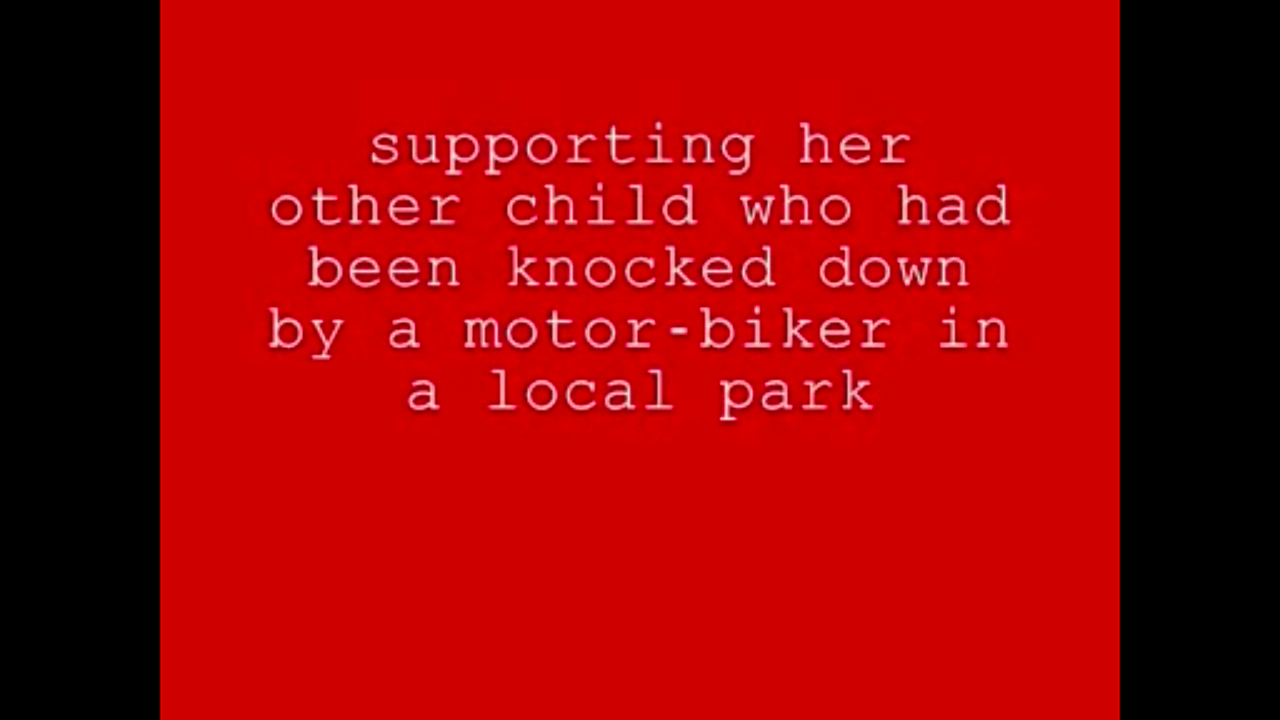 supporting her
other child who had
been knocked down
by a motor-biker in
a local park